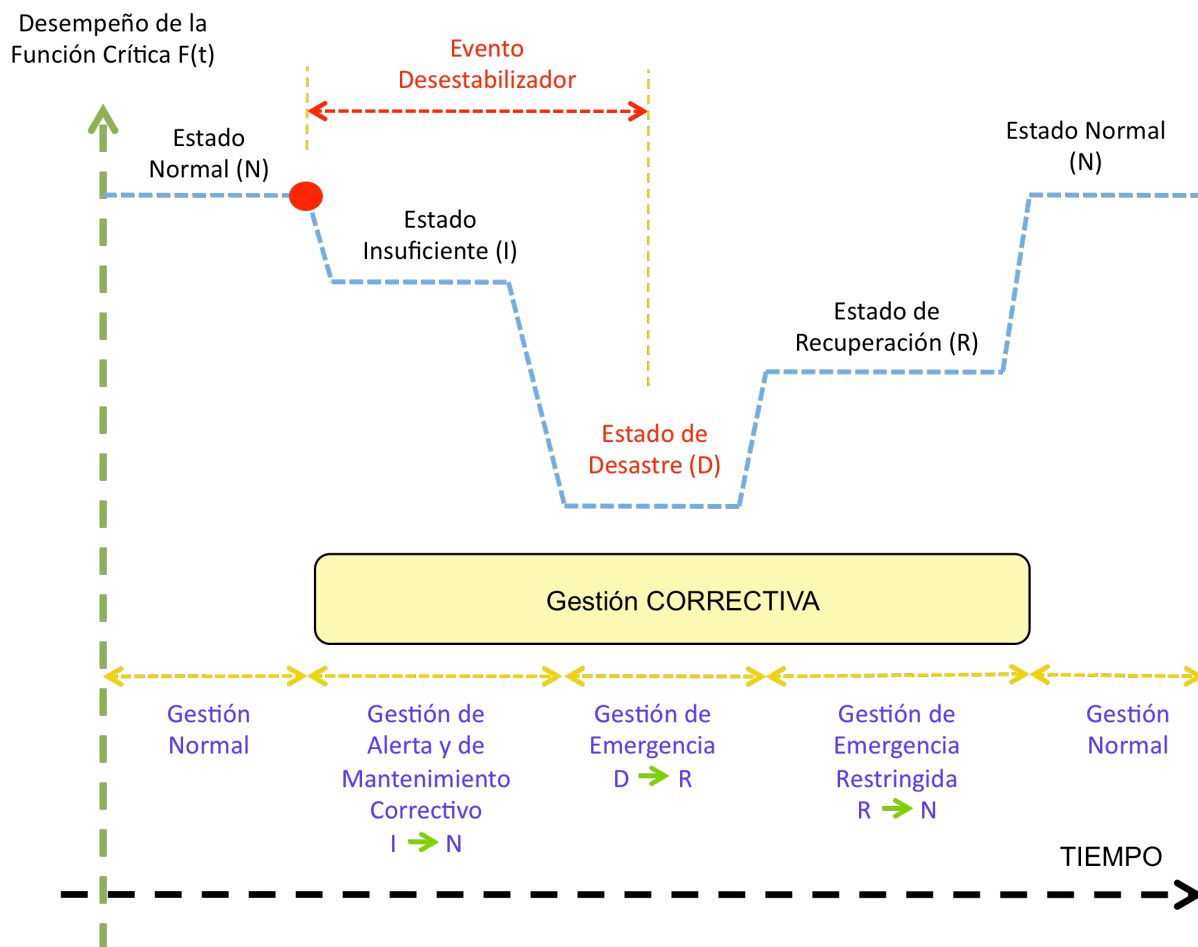 Desempeño de la
Función Crítica F(t)
Evento
Desestabilizador
Estado
Normal (N)
Estado Normal
(N)
Estado
Insuficiente (I)
Estado de
Recuperación (R)
Estado de
Desastre (D)
Gestión CORRECTIVA
Gestión
Normal
Gestión de
Alerta y de
Mantenimiento
Correctivo
I N
Gestión de
Emergencia
D R
Gestión de
Emergencia
Restringida
R N
Gestión
Normal
TIEMPO